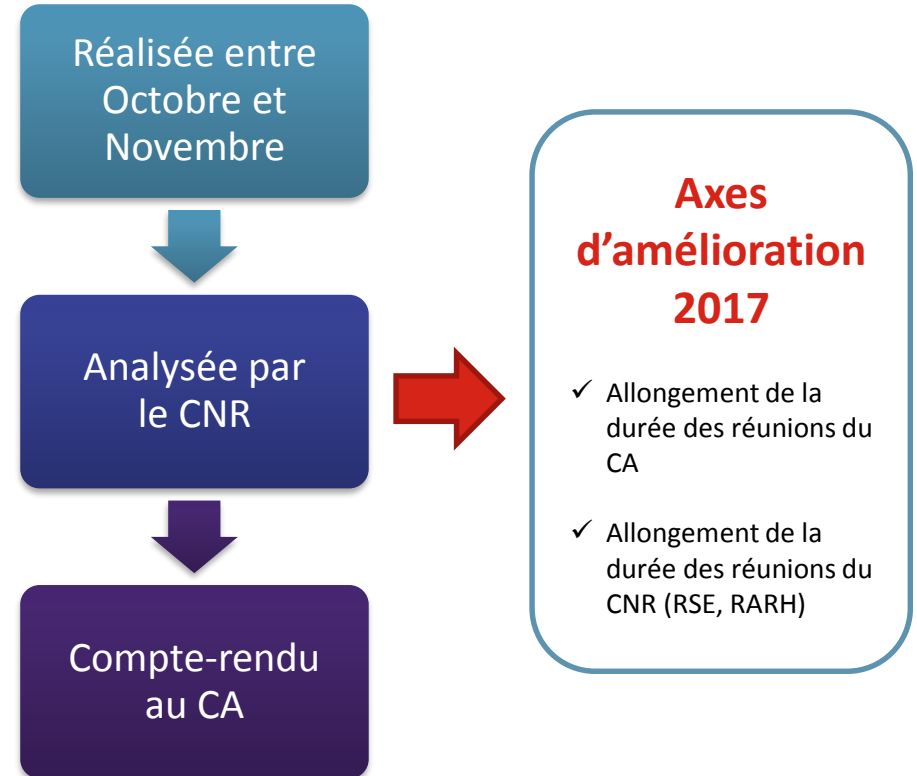 Réalisée entre
Octobre et
Novembre
Analysée par
le CNR
Compte-rendu
au CA
Axes
d’amélioration
2017
✓ Allongement de la
durée des réunions du
CA
✓ Allongement de la
durée des réunions du
CNR (RSE, RARH)